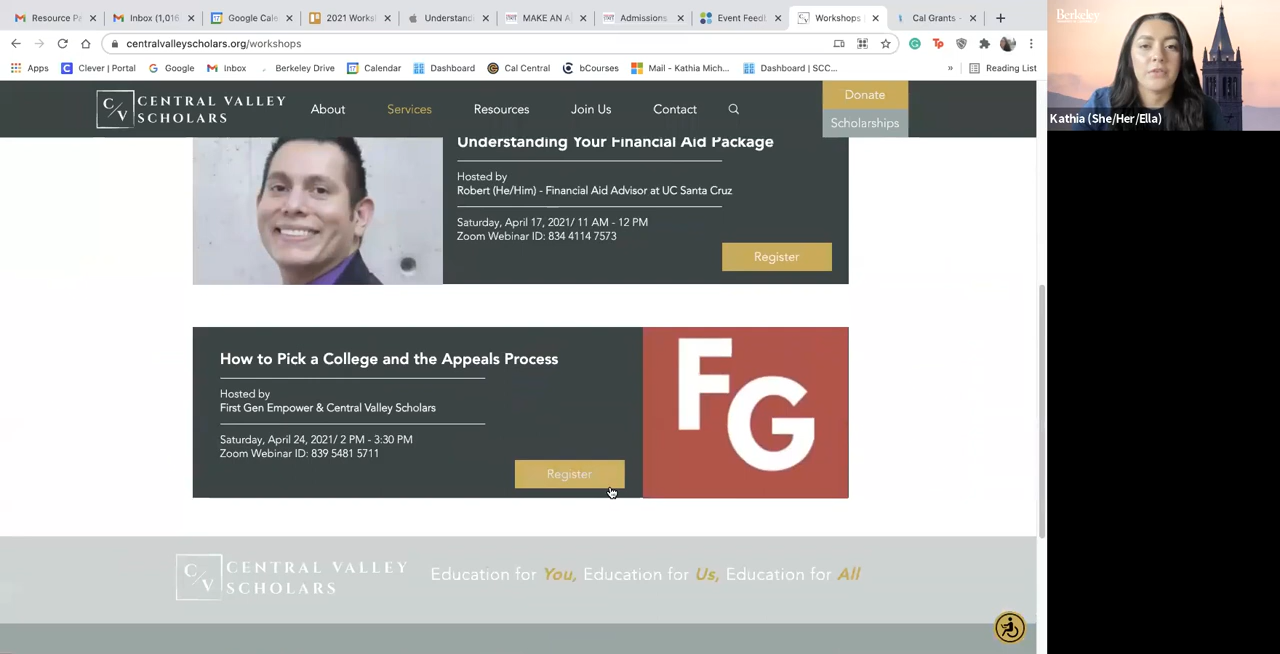 Resource Pa
Inbox (1,016
Google Cale
2021 Works
Understand
MAKE AN A
Admissions
Event Feed
Workshops
Cal Grants -
centralvalleyscholars.org/workshops
Apps
Clever | Portal
Google
Inbox
Berkeley Drive
Calendar
Dashboard
Cal Central
bCourses
Mail - Kathia Mich...
Dashboard | SCC...
»
Reading List
Berkeley
Kathia (She/Her/Ella)
C/V CENTRAL VALLEY
SCHOLARS
About
Services
Resources
Join Us
Contact
Donate
Scholarships
Understanding Your Financial Aid Package
Hosted by
Robert (He/Him) - Financial Aid Advisor at UC Santa Cruz
Saturday, April 17, 2021/ 11 AM - 12 PM
Zoom Webinar ID: 834 4114 7573
Register
How to Pick a College and the Appeals Process
Hosted by
First Gen Empower & Central Valley Scholars
Saturday, April 24, 2021/ 2 PM - 3:30 PM
Zoom Webinar ID: 839 5481 5711
Register
FG
C/V CENTRAL VALLEY
SCHOLARS
Education for You, Education for Us, Education for All